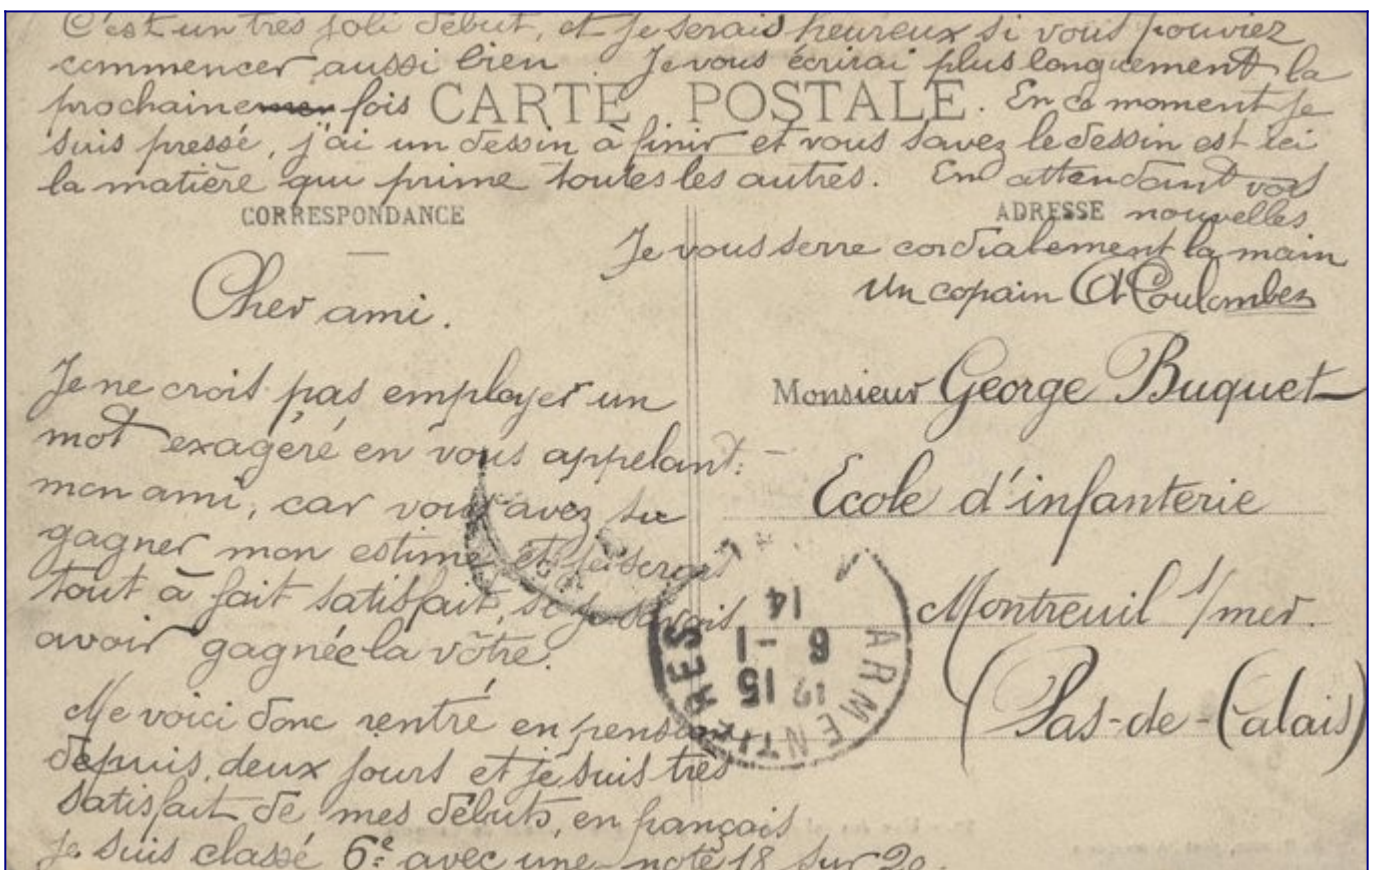 C'est un très joli début, et je serais heureux si vous pouviez
commencer aussi bien Je vous écrirai plus longuement la
prochaine fois CARTE POSTALE. En ce moment je
suis pressé, j'ai un dessin à finir et vous savez le dessin est ici
la matière qui prime toutes les autres. En attendant vos
CORRESPONDANCE
ADRESSE nouvelles
Je vous serre cordialement la main
Un copain Coulombez
Cher ami.
Je ne crois pas employer un
mot exagéré en vous appelant:
mon ami, car vous avez su
gagner mon estime et je serais
tout à fait satisfait, si je savais
avoir gagnée la vôtre.
Me voici donc rentré en pension
depuis deux jours et je suis très
satisfait de mes débuts, en français
je suis classé 6e avec une note 18 sur 20.
Monsieur George Buquet
Ecole d'infanterie
Montreuil s/mer.
(Pas-de-Calais)
ARMENTIERES
15
6 -1
14